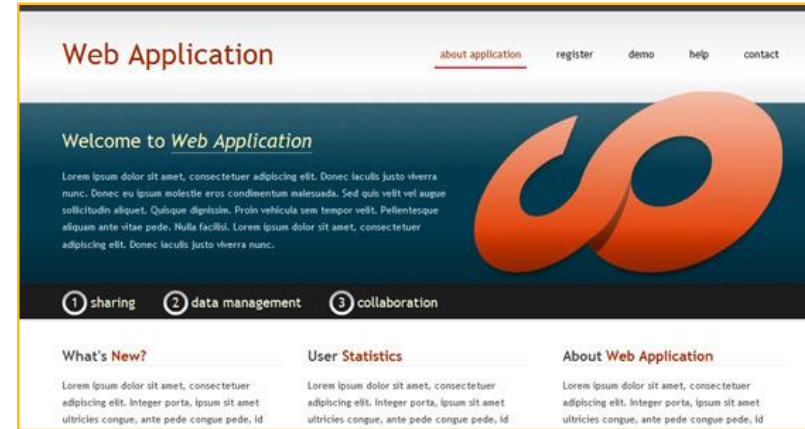 Web Application
about application register demo help contact
Welcome to Web Application
Lorem ipsum dolor sit amet, consectetuer adipiscing elit. Donec iaculis justo viverra
nunc. Donec eu ipsum molestie eros condimentum malesuada. Sed quis velit vel augue
sollicitudin aliquet. Quisque dignissim. Proin vehicula sem tempor velit. Pellentesque
aliquam ante vitae pede. Nulla facilisi. Lorem ipsum dolor sit amet, consectetuer
adipiscing elit. Donec iaculis justo viverra nunc.
1 sharing 2 data management 3 collaboration
What's New?
Lorem ipsum dolor sit amet, consectetuer
adipiscing elit. Integer porta, ipsum sit amet
ultricies congue, ante pede congue pede, id
User Statistics
Lorem ipsum dolor sit amet, consectetuer
adipiscing elit. Integer porta, ipsum sit amet
ultricies congue, ante pede congue pede, id
About Web Application
Lorem ipsum dolor sit amet, consectetuer
adipiscing elit. Integer porta, ipsum sit amet
ultricies congue, ante pede congue pede, id